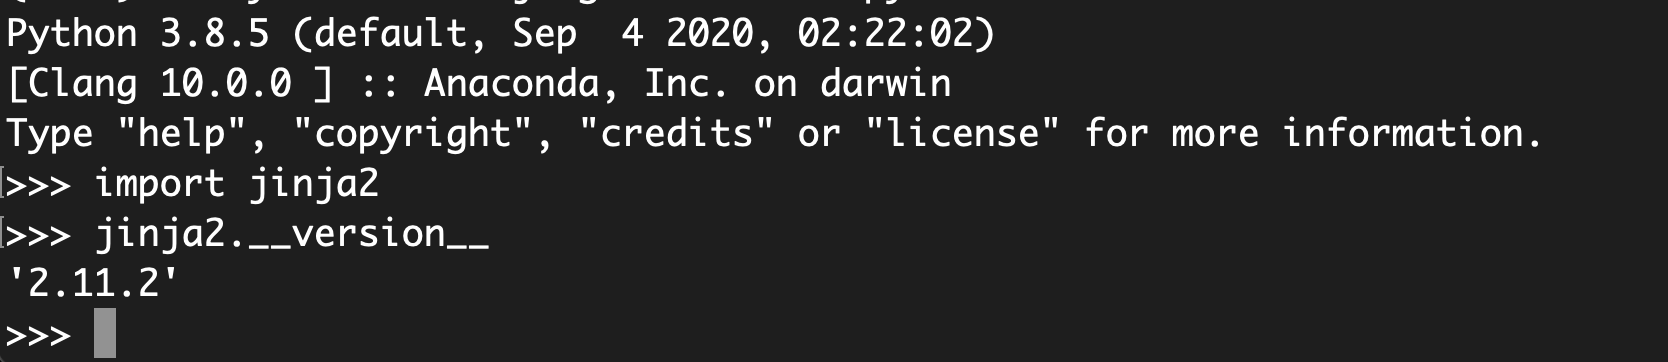 Python 3.8.5 (default, Sep  4 2020, 02:22:02)
[Clang 10.0.0 ] :: Anaconda, Inc. on darwin
Type "help", "copyright", "credits" or "license" for more information.
>>> import jinja2
>>> jinja2.__version__
'2.11.2'
>>>